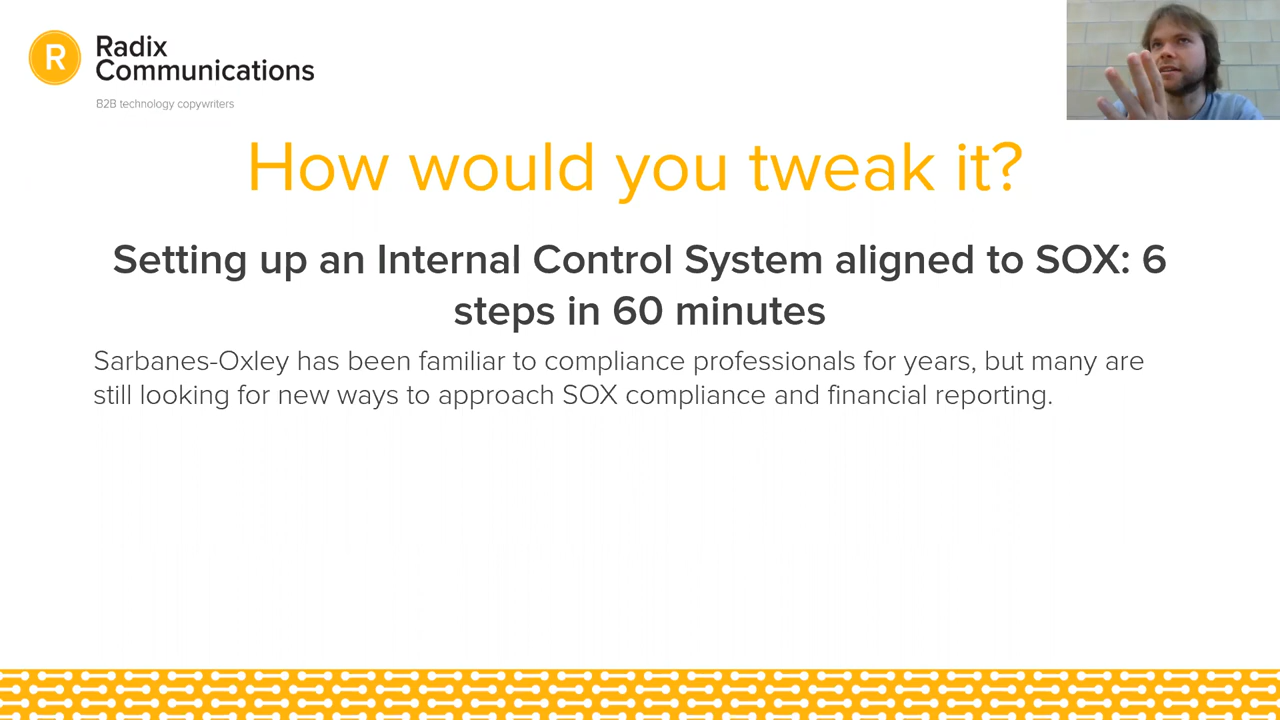 R
Radix
Communications
B2B technology copywriters
How would you tweak it?
Setting up an Internal Control System aligned to SOX: 6
steps in 60 minutes
Sarbanes-Oxley has been familiar to compliance professionals for years, but many are
still looking for new ways to approach SOX compliance and financial reporting.